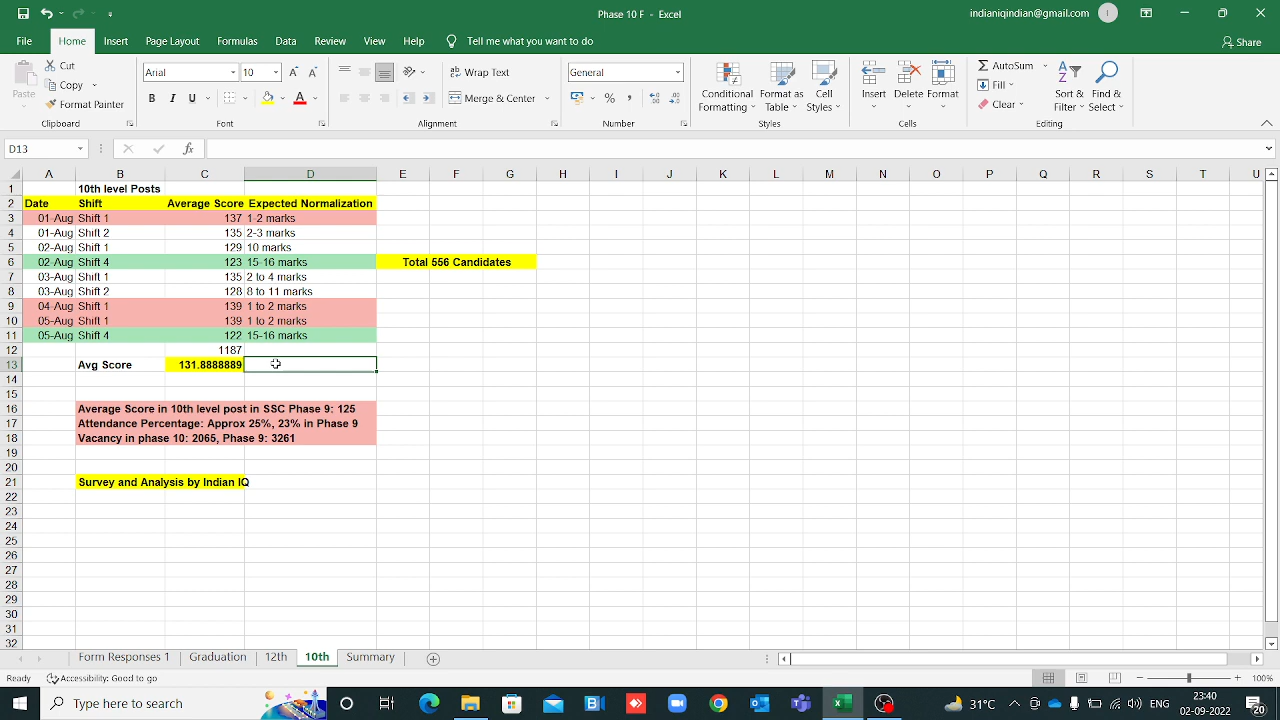 Phase 10 F - Excel
indianiqindian@gmail.com
I
File Home Insert Page Layout Formulas Data Review View Help Tell me what you want to do
Share
Paste
Cut
Copy
Format Painter
Clipboard
Arial 10
B I U
Font
Wrap Text
Merge & Center
Alignment
General
Number
Conditional Formatting
Format as Table
Cell Styles
Styles
Insert Delete Format
Cells
AutoSum
Fill
Clear
Sort & Filter
Find & Select
Editing
D13 fx
A B C D E F G H I J K L M N O P Q R S T U
1 10th level Posts
2 Date Shift Average Score Expected Normalization
3 01-Aug Shift 1 137 1-2 marks
4 01-Aug Shift 2 135 2-3 marks
5 02-Aug Shift 1 129 10 marks
6 02-Aug Shift 4 123 15-16 marks Total 556 Candidates
7 03-Aug Shift 1 135 2 to 4 marks
8 03-Aug Shift 2 128 8 to 11 marks
9 04-Aug Shift 1 139 1 to 2 marks
10 05-Aug Shift 1 139 1 to 2 marks
11 05-Aug Shift 4 122 15-16 marks
12 1187
13 Avg Score 131.8888889
14
15
16 Average Score in 10th level post in SSC Phase 9: 125
17 Attendance Percentage: Approx 25%, 23% in Phase 9
18 Vacancy in phase 10: 2065, Phase 9: 3261
19
20
21 Survey and Analysis by Indian IQ
22
23
24
25
26
27
28
29
30
31
32
Form Responses 1 Graduation 12th 10th Summary
Ready Accessibility: Good to go 100%
Type here to search
31°C
23:40
02-09-2022
20